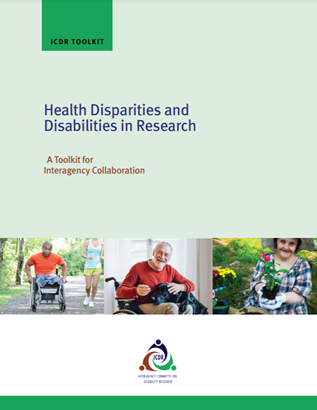 ICDR TOOLKIT
Health Disparities and
Disabilities in Research
A Toolkit for
Interagency Collaboration
ICDR
INTERAGENCY COMMITTEE ON
DISABILITY RESEARCH